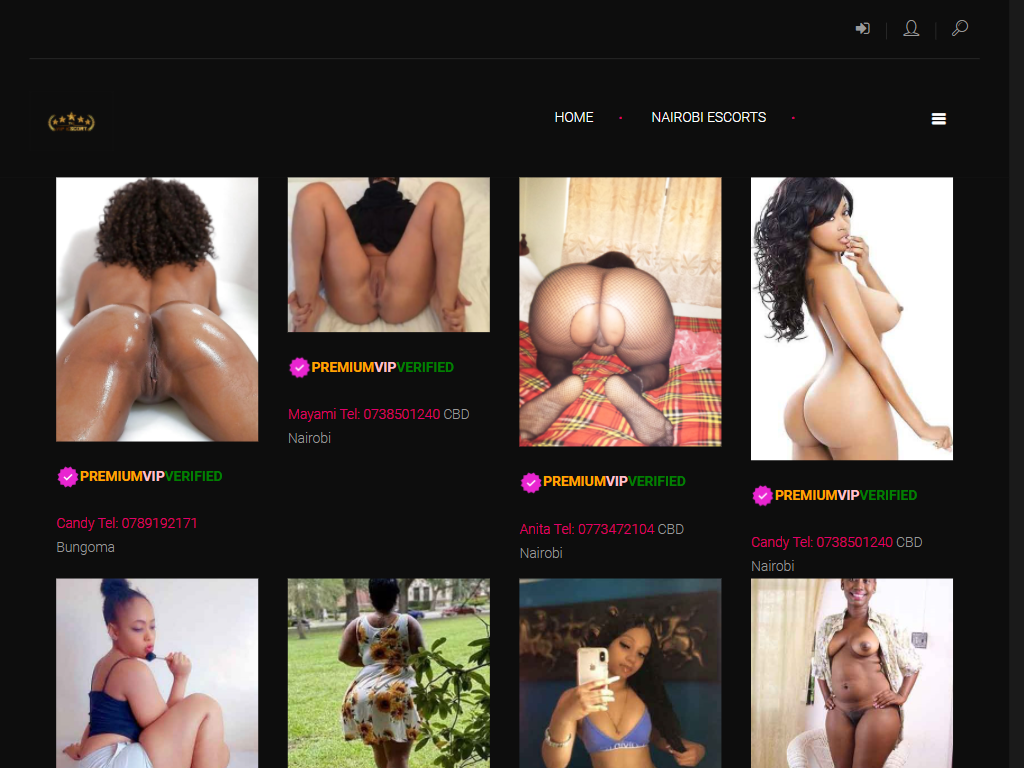 HOME
NAIROBI ESCORTS
PREMIUMVIPVERIFIED
Candy Tel: 0789192171
Bungoma
PREMIUMVIPVERIFIED
Mayami Tel: 0738501240 CBD
Nairobi
PREMIUMVIPVERIFIED
Anita Tel: 0773472104 CBD
Nairobi
PREMIUMVIPVERIFIED
Candy Tel: 0738501240 CBD
Nairobi